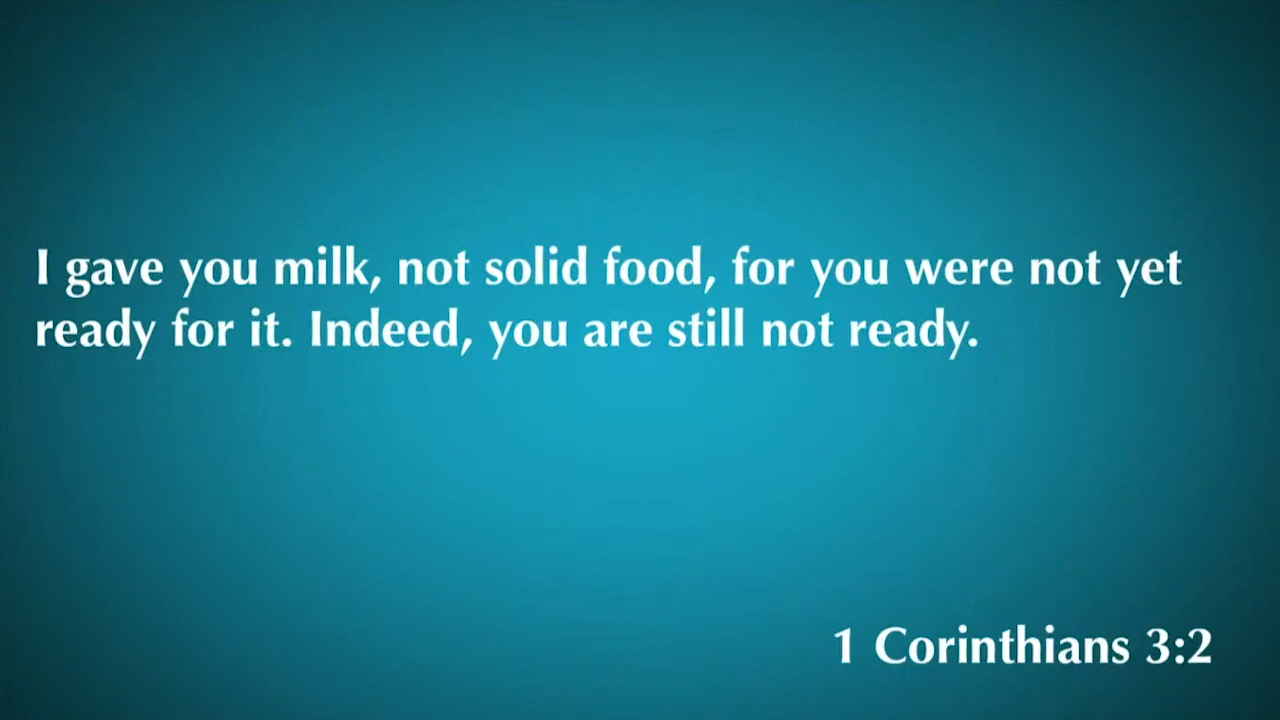 I gave you milk, not solid food, for you were not yet
ready for it. Indeed, you are still not ready.
1 Corinthians 3:2